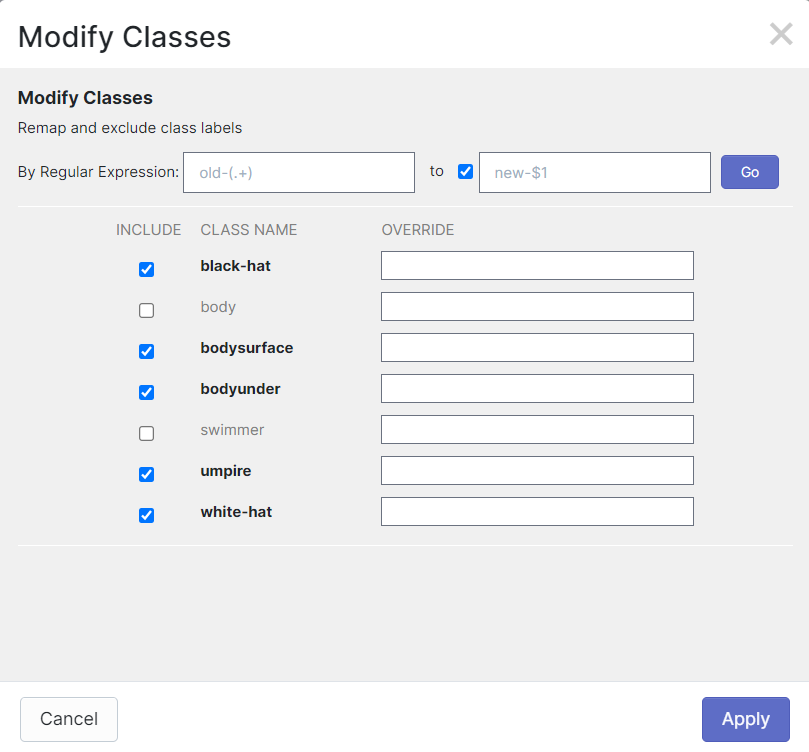 Modify Classes
Modify Classes
Remap and exclude class labels
By Regular Expression: old-(.+) to new-$1 Go
INCLUDE CLASS NAME OVERRIDE
black-hat
body
bodysurface
bodyunder
swimmer
umpire
white-hat
Cancel Apply